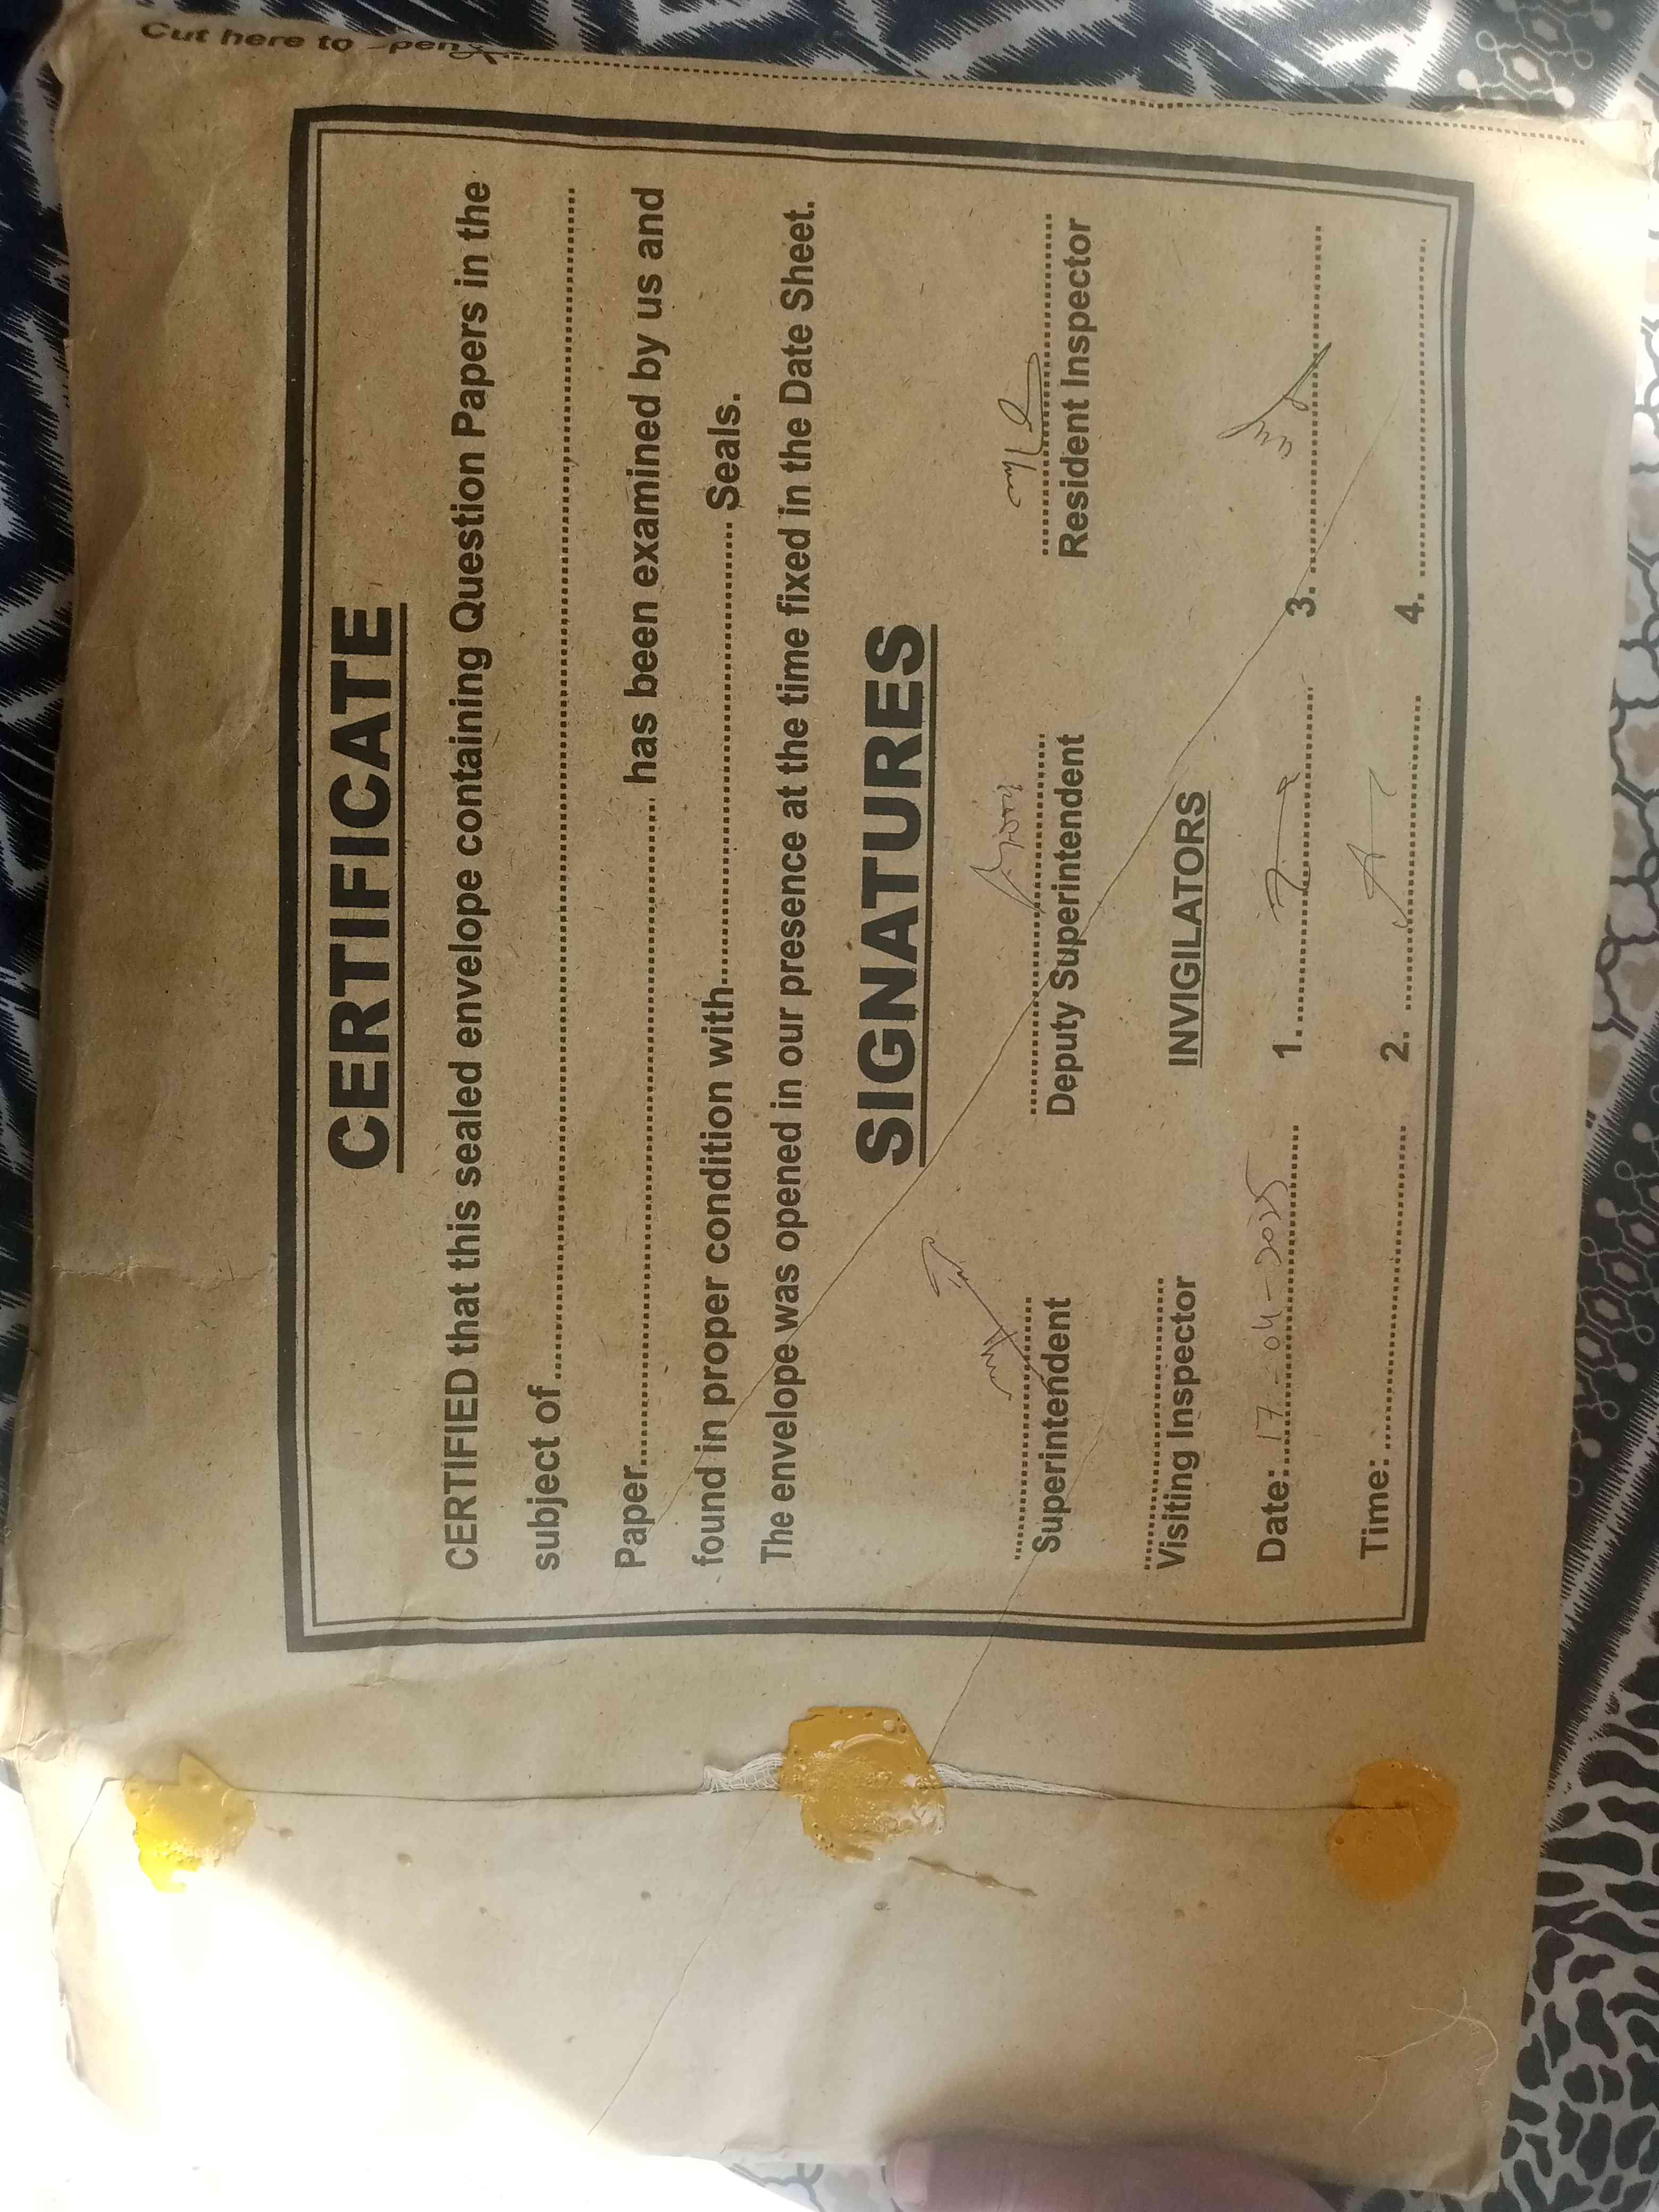 Cut here to open
CERTIFICATE
CERTIFIED that this sealed envelope containing Question Papers in the
subject of
Paper has been examined by us and
found in proper condition with Seals.
The envelope was opened in our presence at the time fixed in the Date Sheet.
SIGNATURES
Superintendent Deputy Superintendent Resident Inspector
Visiting Inspector INVIGILATORS
Date: 17-04-2025 1. 3.
Time: 2. 4.